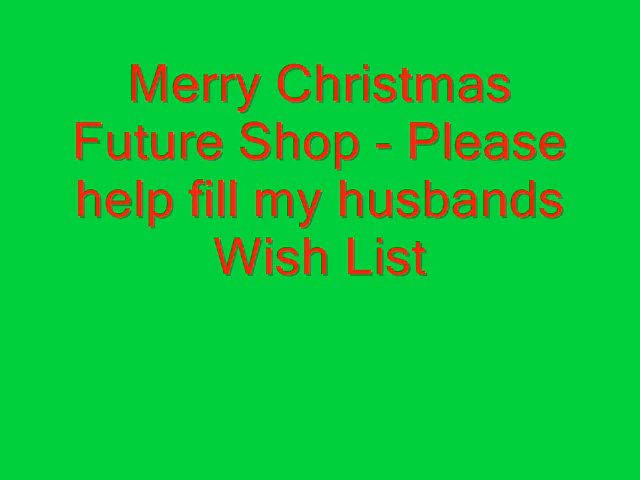 Merry Christmas
Future Shop - Please
help fill my husbands
Wish List